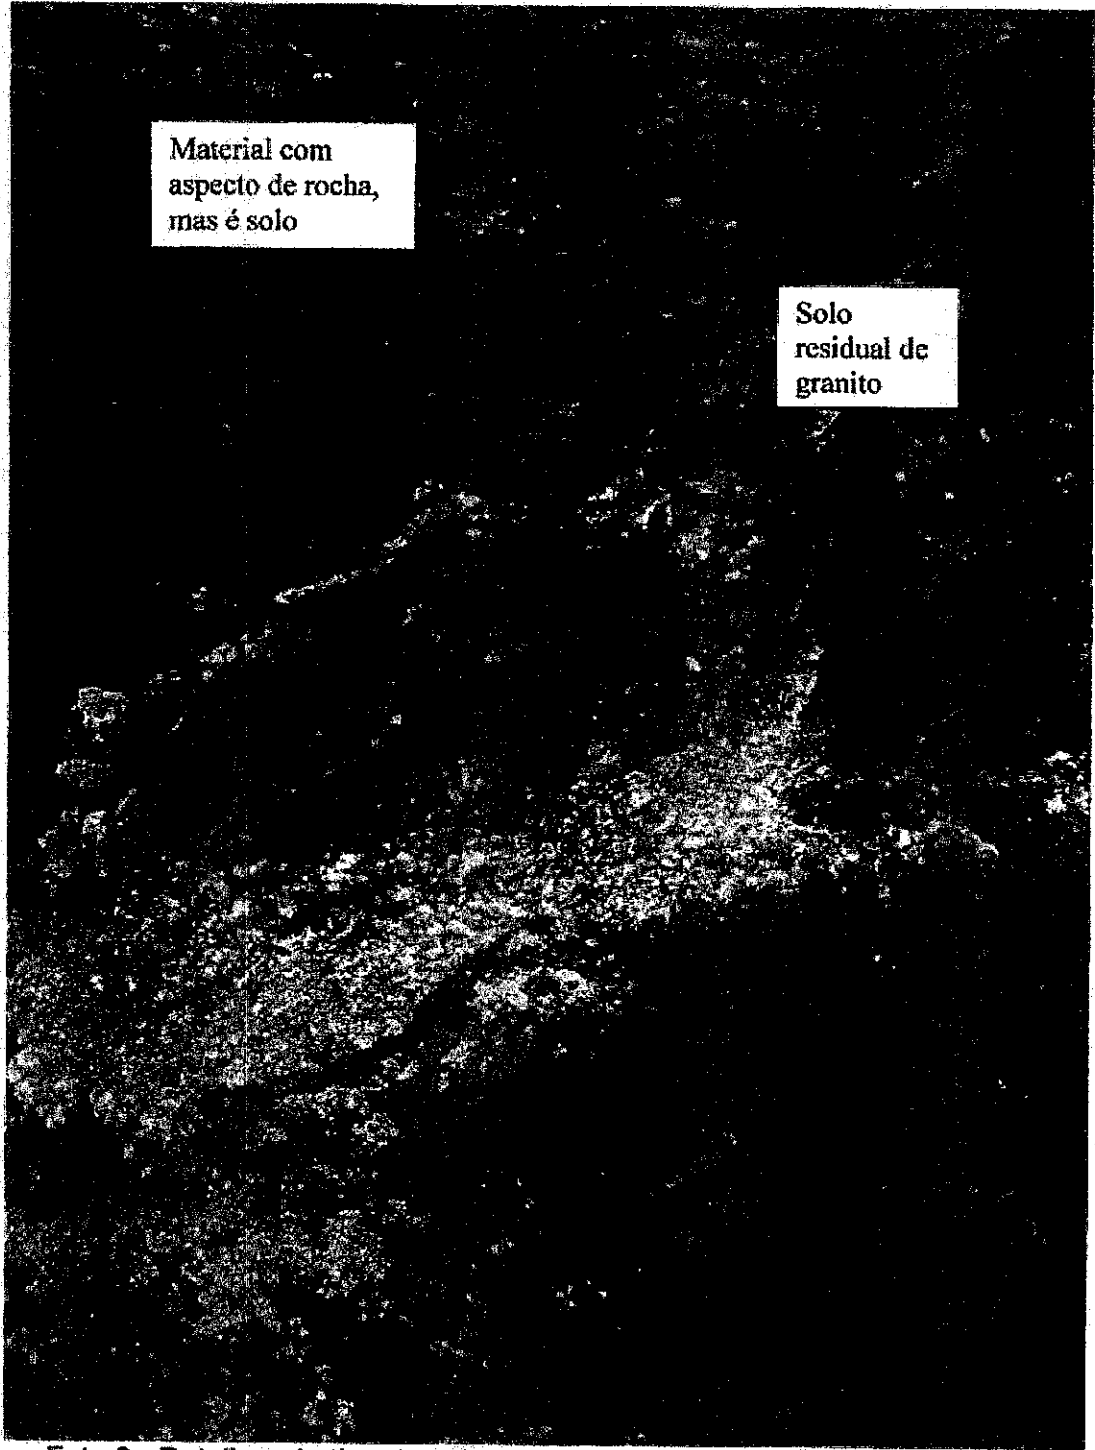 Material com
aspecto de rocha,
mas é solo
Solo
residual de
granito